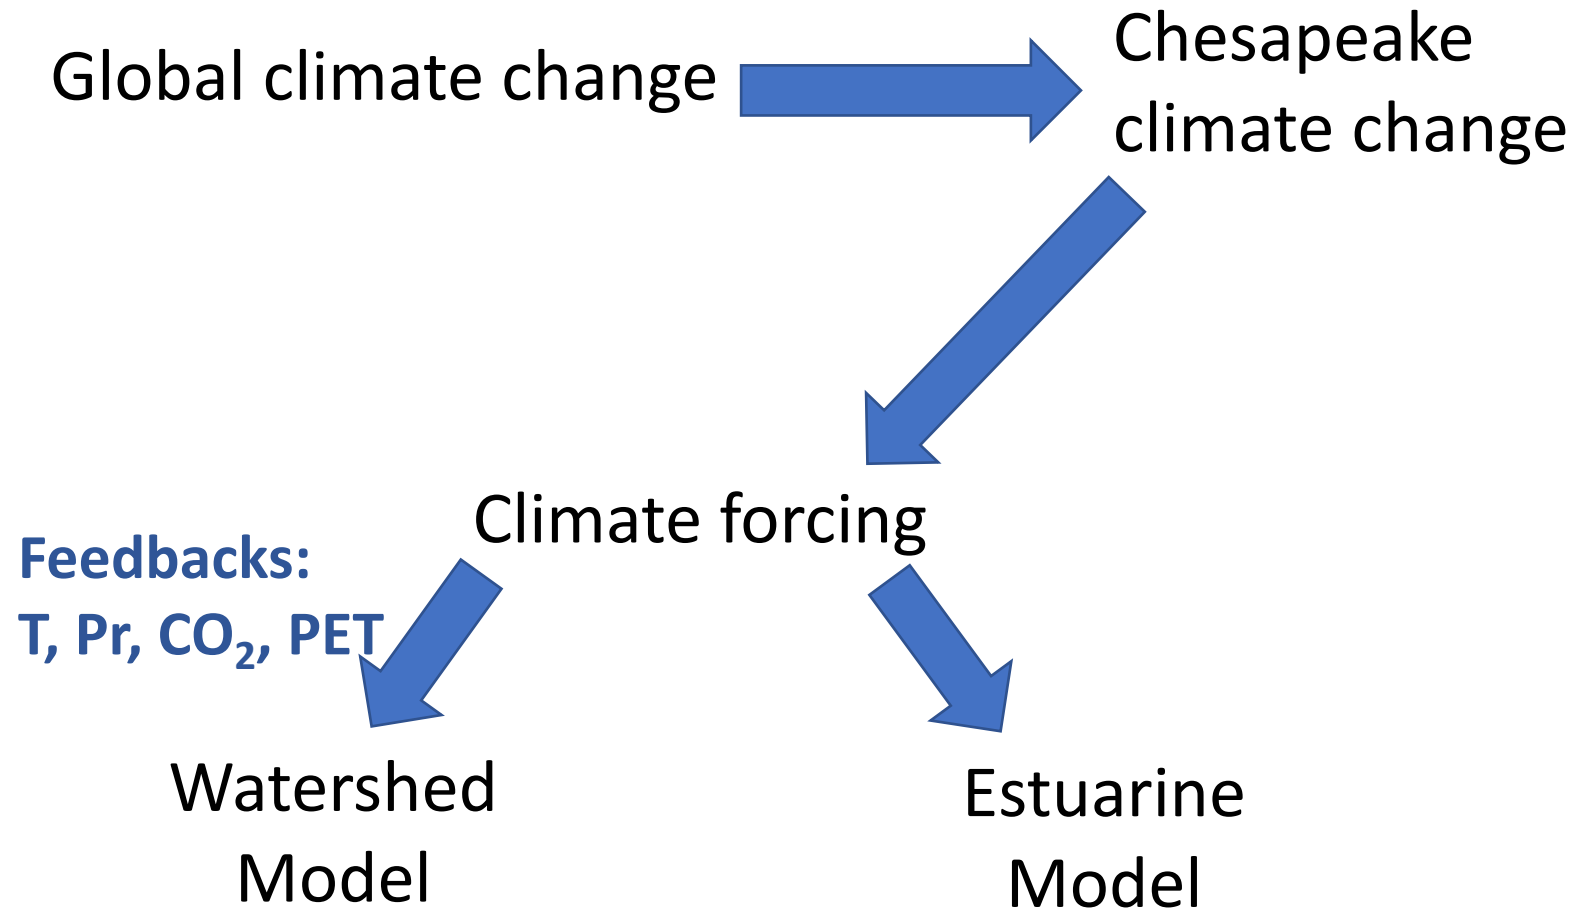 Global climate change
Chesapeake
climate change
Climate forcing
Feedbacks:
T, Pr, CO₂, PET
Watershed
Model
Estuarine
Model